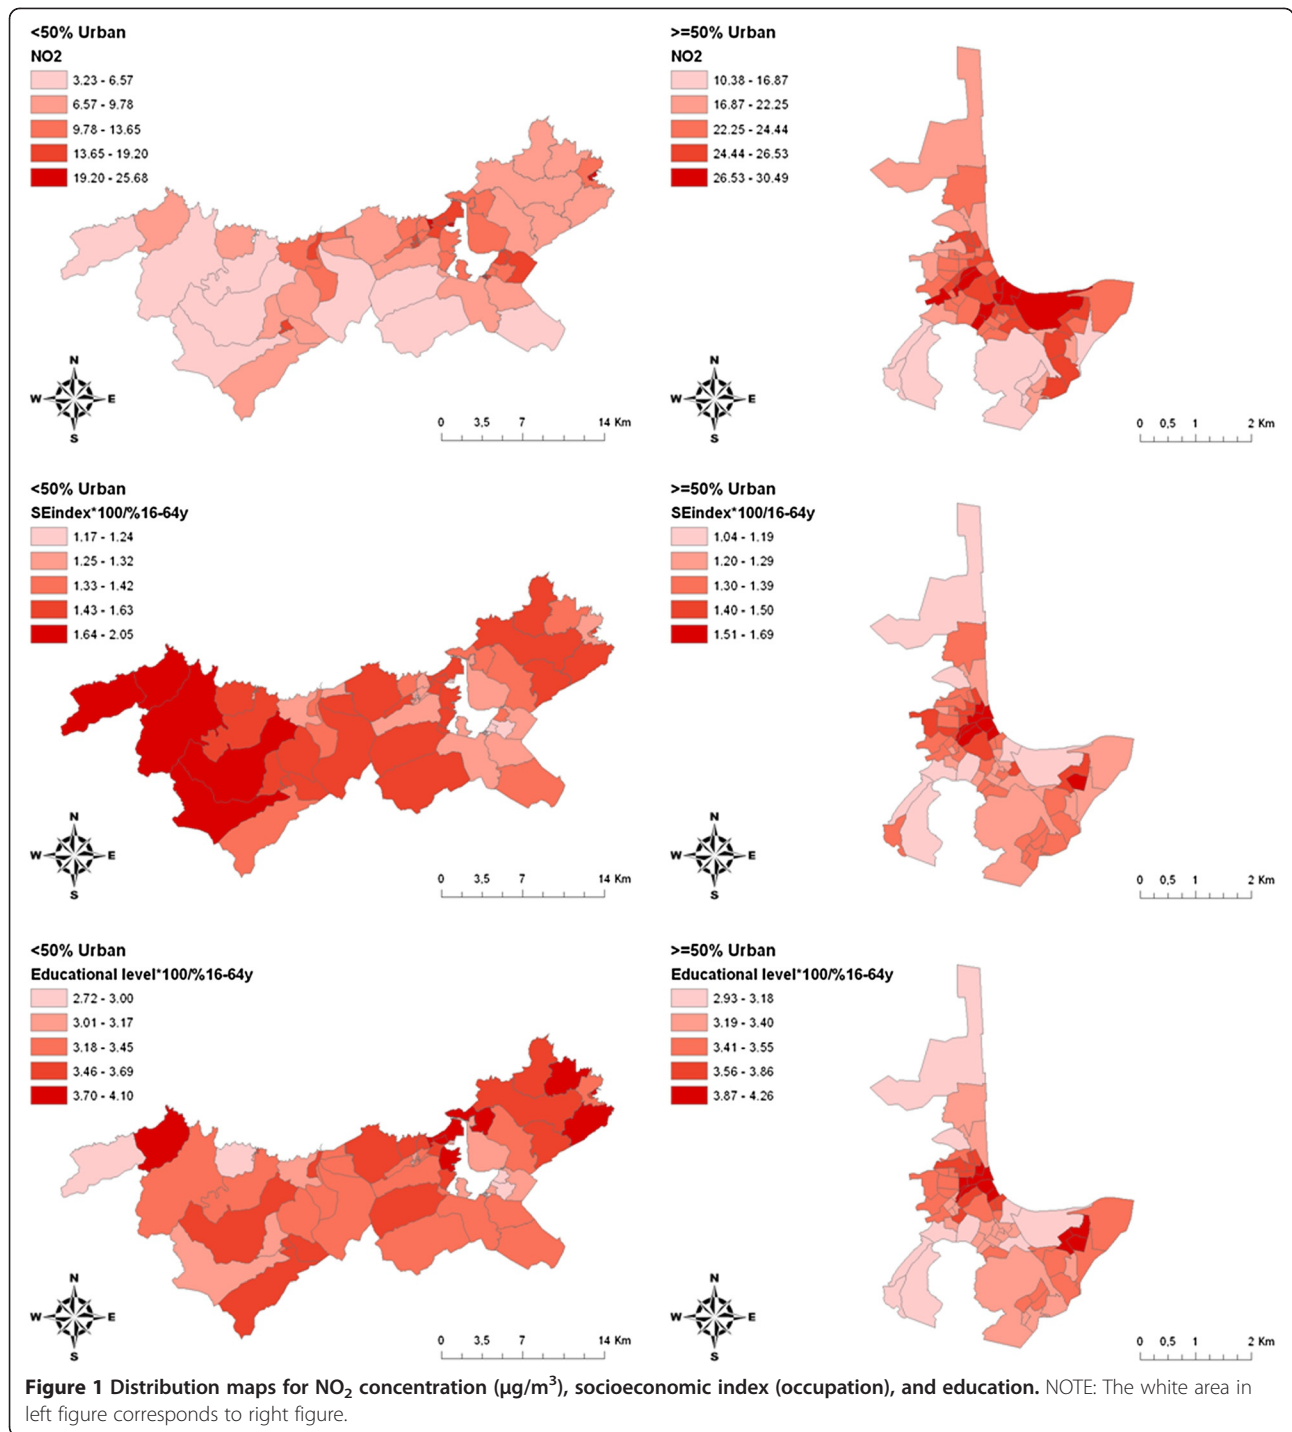 <50% Urban
NO2
3.23 - 6.57
6.57 - 9.78
9.78 - 13.65
13.65 - 19.20
19.20 - 25.68
N
W E
S
0 3,5 7 14 Km
>=50% Urban
NO2
10.38 - 16.87
16.87 - 22.25
22.25 - 24.44
24.44 - 26.53
26.53 - 30.49
N
W E
S
0 0,5 1 2 Km
<50% Urban
SEindex*100/%16-64y
1.17 - 1.24
1.25 - 1.32
1.33 - 1.42
1.43 - 1.63
1.64 - 2.05
N
W E
S
0 3,5 7 14 Km
>=50% Urban
SEindex*100/16-64y
1.04 - 1.19
1.20 - 1.29
1.30 - 1.39
1.40 - 1.50
1.51 - 1.69
N
W E
S
0 0,5 1 2 Km
<50% Urban
Educational level*100/%16-64y
2.72 - 3.00
3.01 - 3.17
3.18 - 3.45
3.46 - 3.69
3.70 - 4.10
N
W E
S
0 3,5 7 14 Km
>=50% Urban
Educational level*100/%16-64y
2.93 - 3.18
3.19 - 3.40
3.41 - 3.55
3.56 - 3.86
3.87 - 4.26
N
W E
S
0 0,5 1 2 Km
Figure 1 Distribution maps for NO₂ concentration (µg/m³), socioeconomic index (occupation), and education. NOTE: The white area in
left figure corresponds to right figure.